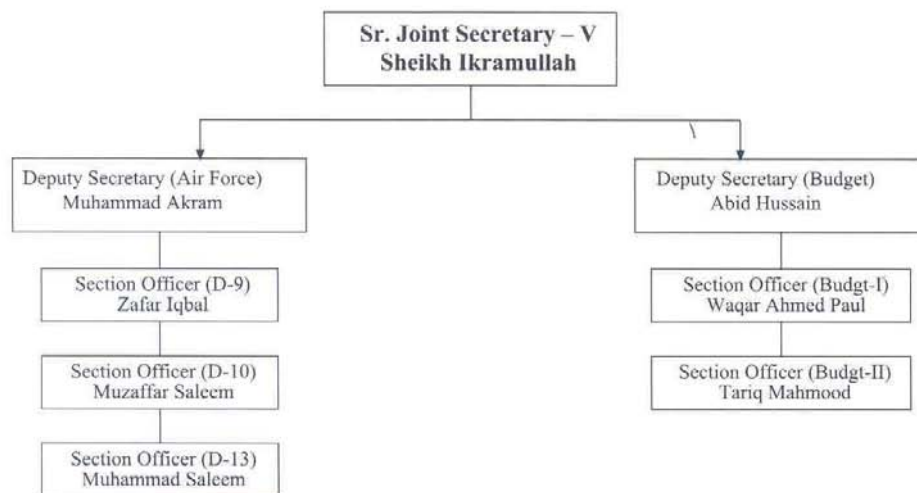 Sr. Joint Secretary – V
Sheikh Ikramullah
Deputy Secretary (Air Force)
Muhammad Akram
Section Officer (D-9)
Zafar Iqbal
Section Officer (D-10)
Muzaffar Saleem
Section Officer (D-13)
Muhammad Saleem
Deputy Secretary (Budget)
Abid Hussain
Section Officer (Budgt-I)
Waqar Ahmed Paul
Section Officer (Budgt-II)
Tariq Mahmood